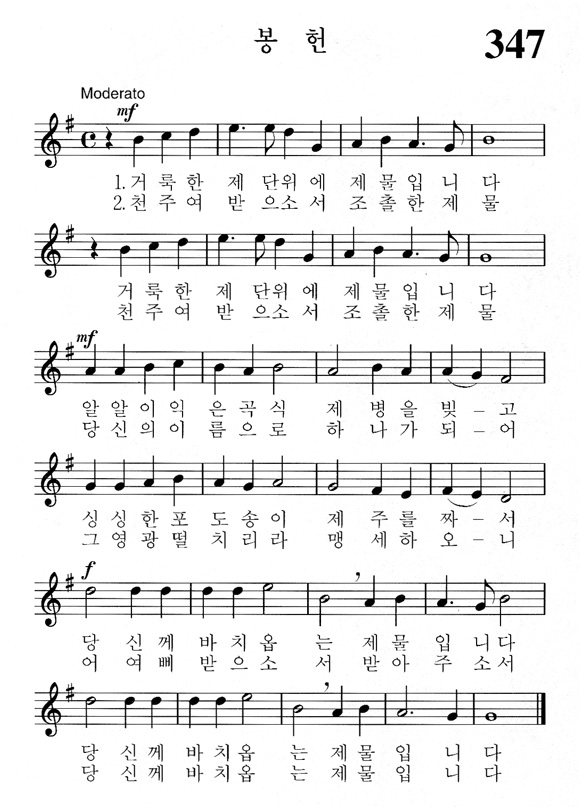 봉 헌 347
Moderato
mf
1.거 룩 한 제 단위 에 제 물 입 니 다
2.천 주 여 받 으소 서 조 촐 한 제 물
거 룩 한 제 단위 에 제 물 입 니 다
천 주 여 받 으소 서 조 촐 한 제 물
mf
알 알 이 익 은 곡 식 제 병 을 빚 – 고
당 신 의 이 름 으 로 하 나 가 되 – 어
싱 싱 한 포 도 송 이 제 주 를 짜 – 서
그 영 광 떨 치 리 라 맹 세 하 오 – 니
f
당 신 께 바 치 옵 는 제 물 입 니 다
어 여 삐 받 으 소 서 받 아 주 소 서
당 신 께 바 치 옵 는 제 물 입 니 다
당 신 께 바 치 옵 는 제 물 입 니 다